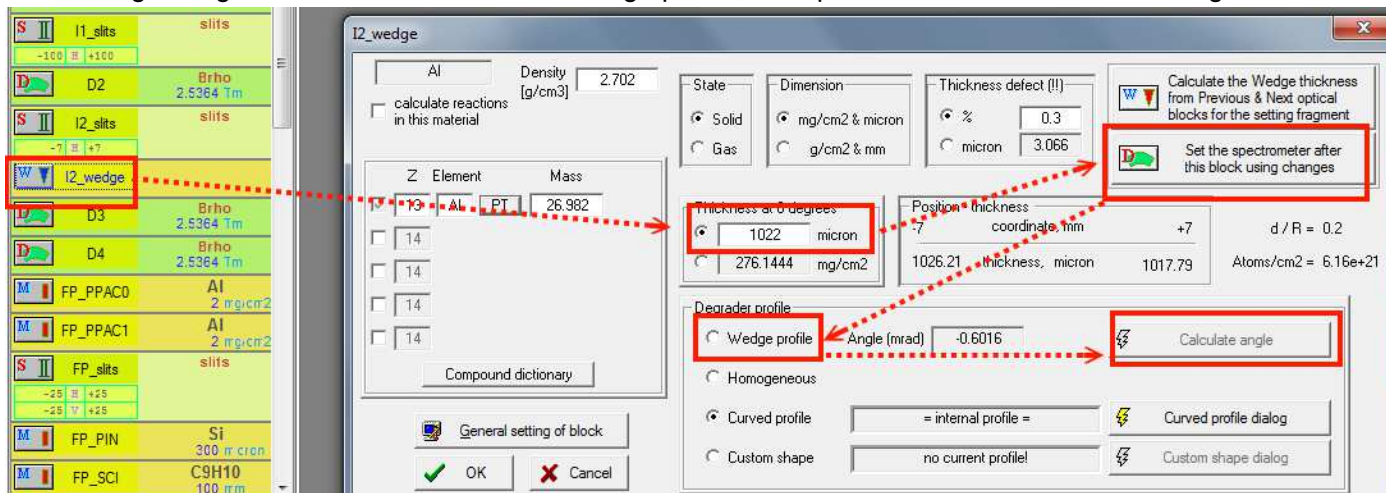 I1_slits slits
-100 H +100
D2 Brho
2.5364 Tm
I2_slits slits
-7 H +7
I2_wedge
D3 Brho
2.5364 Tm
D4 Brho
2.5364 Tm
FP_PPAC0 Al
2 mg/cm2
FP_PPAC1 Al
2 mg/cm2
FP_slits slits
-25 H +25
-25 V +25
FP_PIN Si
300 micron
FP_SCI C9H10
100 mm
I2_wedge
Al
Density [g/cm3] 2.702
calculate reactions
in this material
Z Element Mass
13 Al PT 26.982
14
14
14
14
Compound dictionary
General setting of block
OK Cancel
State
Solid
Gas
Dimension
mg/cm2 & micron
g/cm2 & mm
Thickness defect (!!)
% 0.3
micron 3.066
Calculate the Wedge thickness
from Previous & Next optical
blocks for the setting fragment
Set the spectrometer after
this block using changes
Thickness at 0 degrees
1022 micron
276.1444 mg/cm2
Position - thickness
-7 coordinate, mm +7
1026.21 thickness, micron 1017.79
d / R = 0.2
Atoms/cm2 = 6.16e+21
Degrader profile
Wedge profile Angle (mrad) -0.6016 Calculate angle
Homogeneous
Curved profile = internal profile = Curved profile dialog
Custom shape no current profile! Custom shape dialog